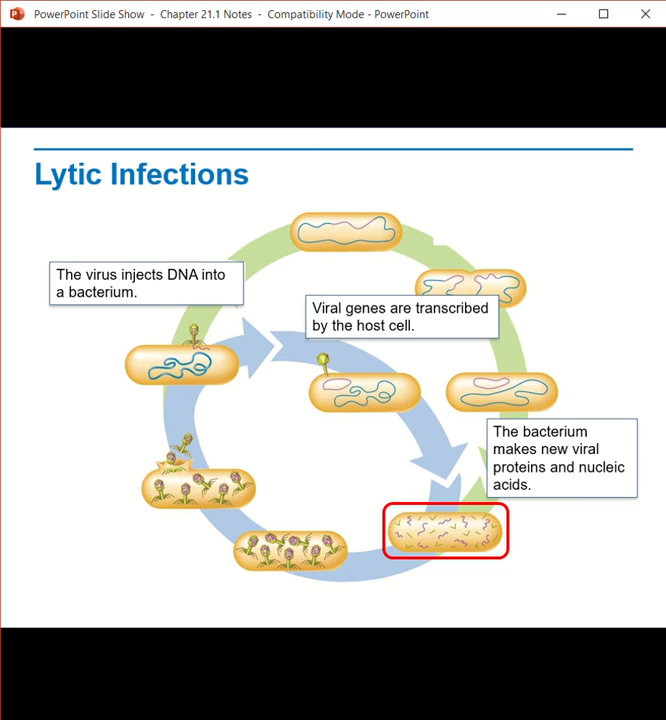 PowerPoint Slide Show - Chapter 21.1 Notes - Compatibility Mode - PowerPoint
Lytic Infections
The virus injects DNA into
a bacterium.
Viral genes are transcribed
by the host cell.
The bacterium
makes new viral
proteins and nucleic
acids.